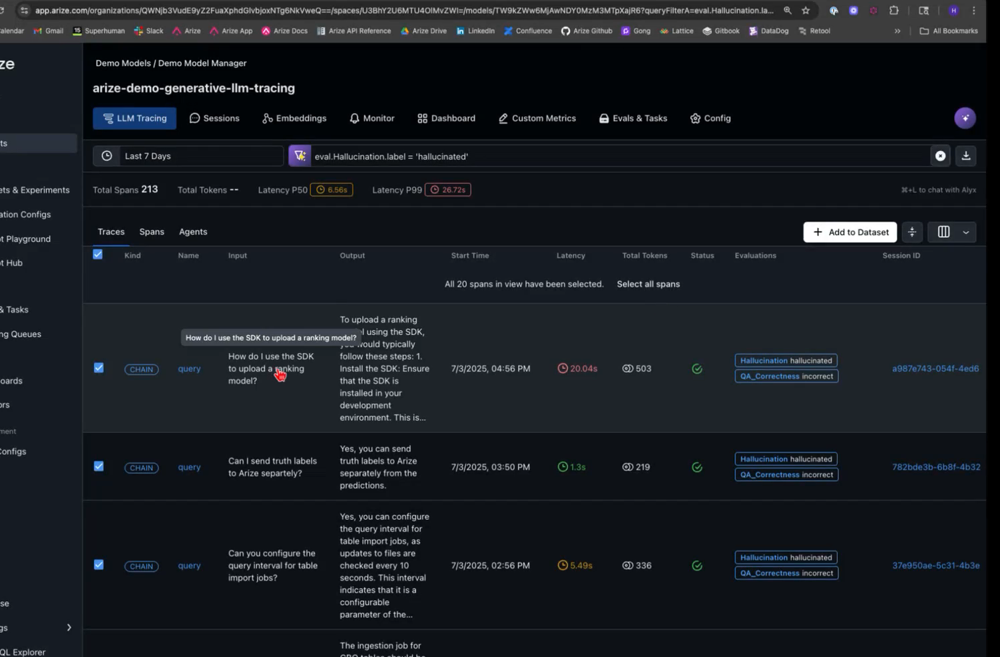 app.arize.com/organizations/QWNjb3VudE9yZ2FuaXphdGlvbjoxNTg6NkVweQ==/spaces/U3BhY2U6MTU4OlMvZWI=/models/TW9kZWw6MjAwNDY0MzM3MTpXajR6?queryFilterA=eval.Hallucination.la...
H
alendar Gmail Superhuman Slack Arize Arize App Arize Docs Arize API Reference Arize Drive LinkedIn Confluence Arize Github Gong Lattice Gitbook DataDog Retool » All Bookmarks
ze
Demo Models / Demo Model Manager
arize-demo-generative-llm-tracing
LLM Tracing Sessions Embeddings Monitor Dashboard Custom Metrics Evals & Tasks Config
ts
Last 7 Days eval.Hallucination.label = 'hallucinated'
ets & Experiments
Total Spans 213 Total Tokens -- Latency P50 6.56s Latency P99 26.72s ⌘+L to chat with Alyx
ation Configs
Traces Spans Agents + Add to Dataset
t Playground
Kind Name Input Output Start Time Latency Total Tokens Status Evaluations Session ID
t Hub
All 20 spans in view have been selected. Select all spans
& Tasks
ng Queues
oards
ors
ment
Configs
se
gs
QL Explorer
How do I use the SDK to upload a ranking model?
CHAIN query
How do I use the SDK
to upload a ranking
model?
To upload a ranking
l using the SDK,
would typically
follow these steps: 1.
Install the SDK: Ensure
that the SDK is
installed in your
development
environment. This is...
7/3/2025, 04:56 PM 20.04s 503
Hallucination hallucinated
QA_Correctness incorrect
a987e743-054f-4ed6
CHAIN query
Can I send truth labels
to Arize separtely?
Yes, you can send
truth labels to Arize
separately from the
predictions.
7/3/2025, 03:50 PM 1.3s 219
Hallucination hallucinated
QA_Correctness incorrect
782bde3b-6b8f-4b32
CHAIN query
Can you configure the
query interval for table
import jobs?
Yes, you can configure
the query interval for
table import jobs, as
updates to files are
checked every 10
seconds. This interval
indicates that it is a
configurable
parameter of the...
7/3/2025, 02:56 PM 5.49s 336
Hallucination hallucinated
QA_Correctness incorrect
37e950ae-5c31-4b3e
The ingestion job for